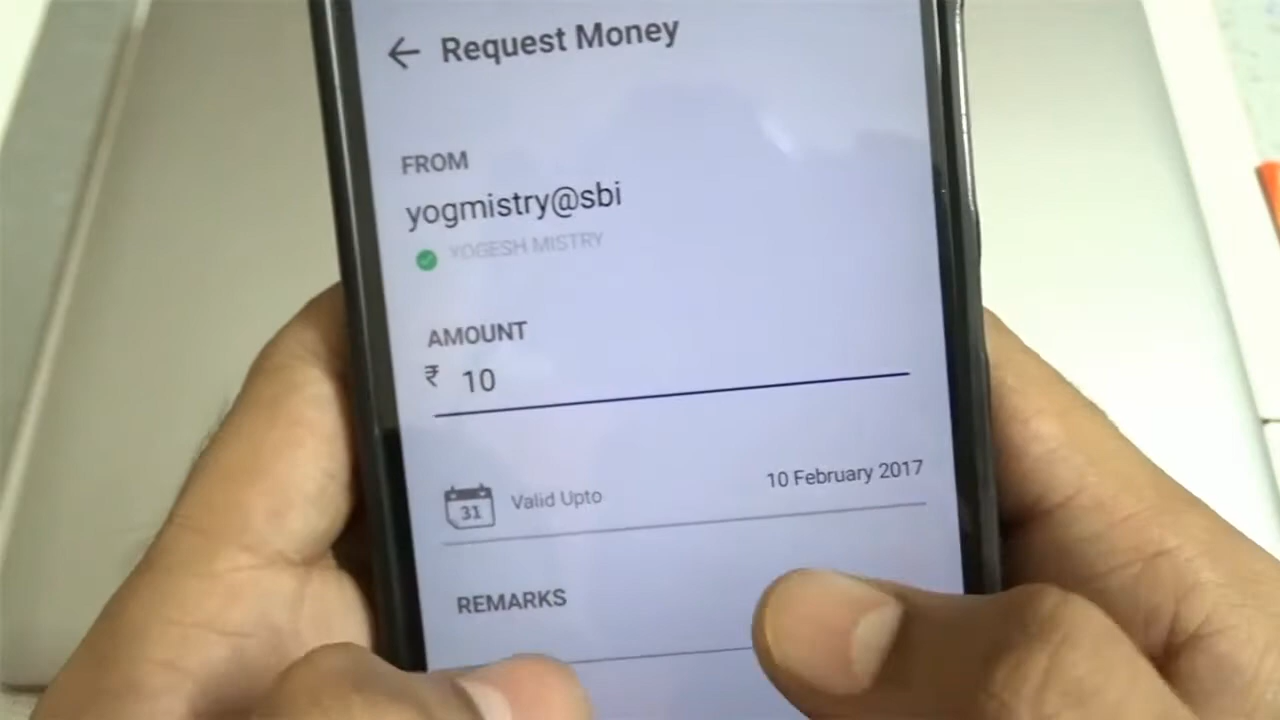 ← Request Money
FROM
yogmistry@sbi
YOGESH MISTRY
AMOUNT
₹ 10
31 Valid Upto 10 February 2017
REMARKS